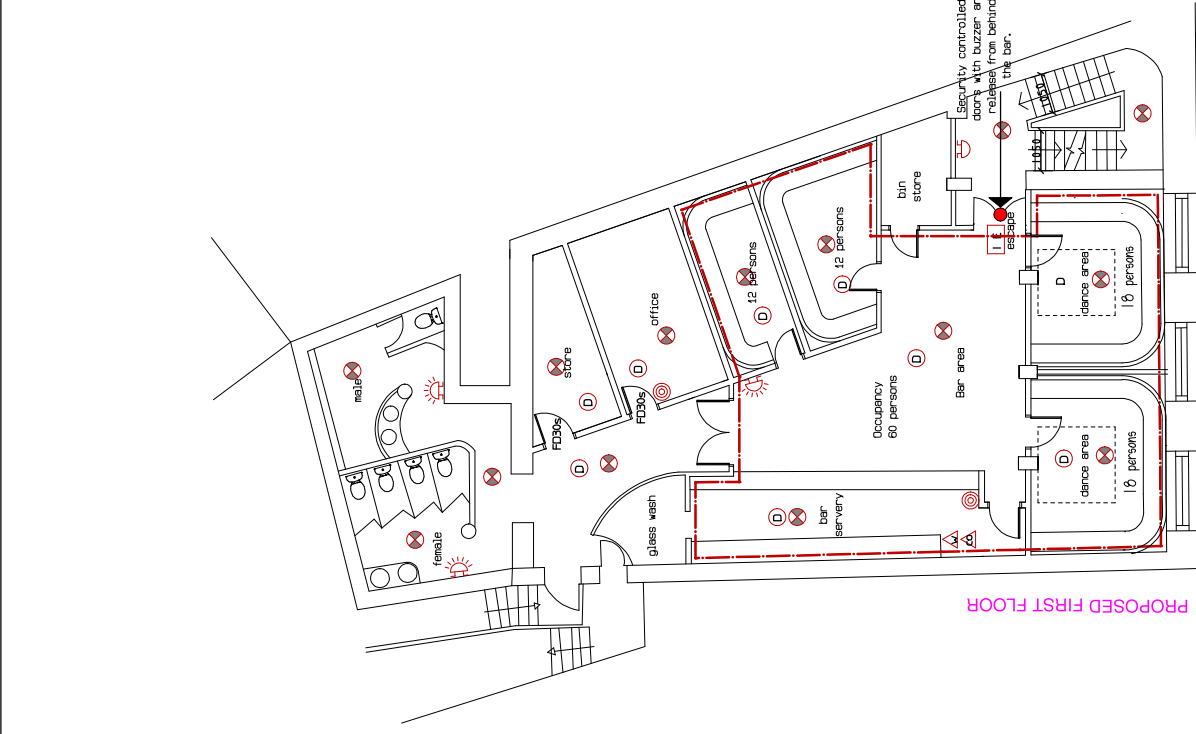 Security controlled
doors with buzzer an
release from behind
the bar.
1050
1050
bin
store
escape
I E
12 persons
D
12 persons
D
office
D
store
D
FD30s
FD30s
male
female
D
glass wash
D
bar
servery
W
CO
Occupancy
60 persons
Bar area
D
D
dance area
18 persons
D
dance area
18 persons
PROPOSED FIRST FLOOR